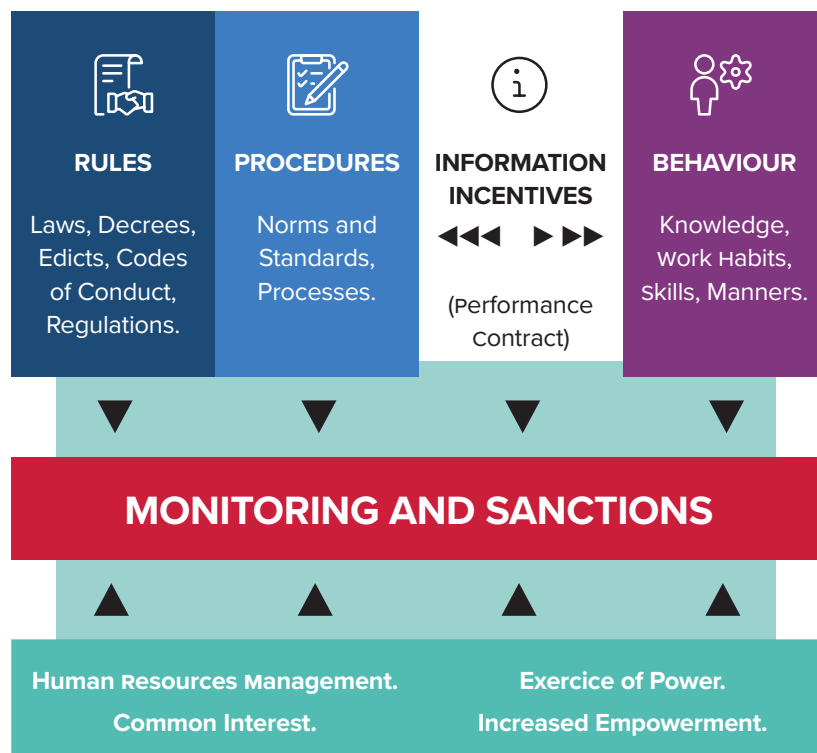 RULES
Laws, Decrees,
Edicts, Codes
of Conduct,
Regulations.
PROCEDURES
Norms and
Standards,
Processes.
i
INFORMATION
INCENTIVES
(Performance
Contract)
BEHAVIOUR
Knowledge,
Work Habits,
Skills, Manners.
MONITORING AND SANCTIONS
Human Resources Management.
Common Interest.
Exercice of Power.
Increased Empowerment.